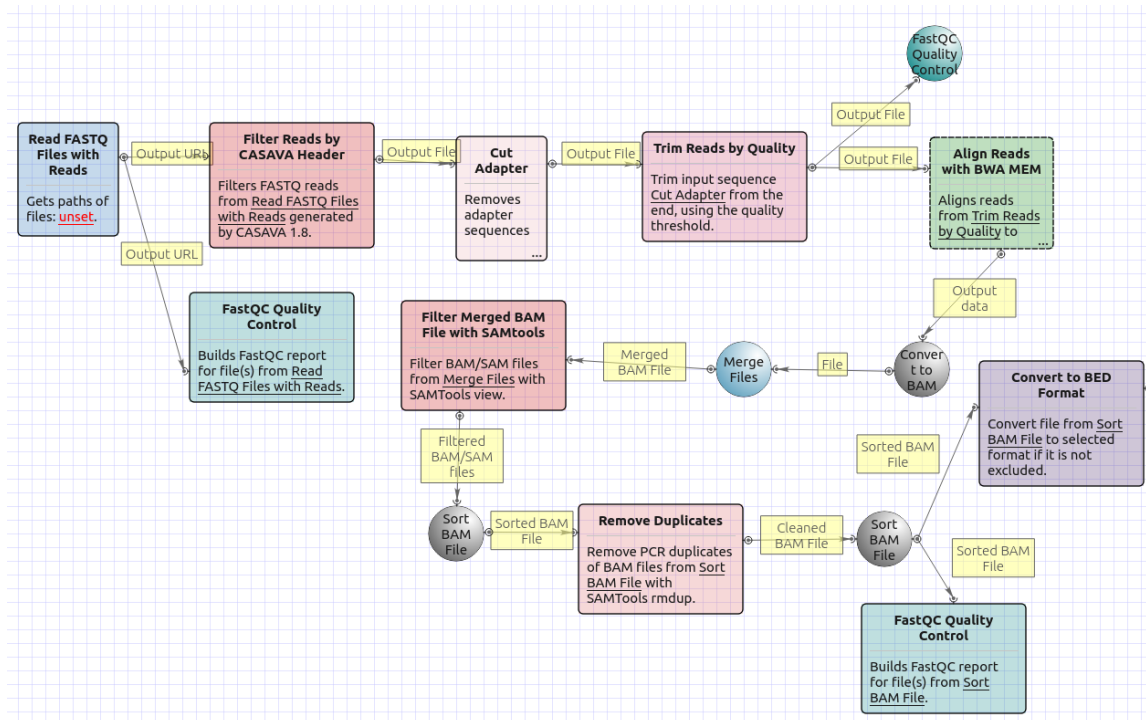 FastQC
Quality
Control
Read FASTQ
Files with
Reads
Gets paths of
files: unset.
Output URL
Filter Reads by
CASAVA Header
Filters FASTQ reads
from Read FASTQ Files
with Reads generated
by CASAVA 1.8.
Output File
Cut
Adapter
Removes
adapter
sequences
...
Output File
Trim Reads by Quality
Trim input sequence
Cut Adapter from the
end, using the quality
threshold.
Output File
Output File
Align Reads
with BWA MEM
Aligns reads
from Trim Reads
by Quality to
...
Output URL
FastQC Quality
Control
Builds FastQC report
for file(s) from Read
FASTQ Files with Reads.
Filter Merged BAM
File with SAMtools
Filter BAM/SAM files
from Merge Files with
SAMTools view.
Merged
BAM File
Merge
Files
File
Conver
t to
BAM
Output
data
Convert to BED
Format
Convert file from Sort
BAM File to selected
format if it is not
excluded.
Filtered
BAM/SAM
files
Sorted BAM
File
Sort
BAM
File
Sorted BAM
File
Remove Duplicates
Remove PCR duplicates
of BAM files from Sort
BAM File with
SAMTools rmdup.
Cleaned
BAM File
Sort
BAM
File
Sorted BAM
File
FastQC Quality
Control
Builds FastQC report
for file(s) from Sort
BAM File.